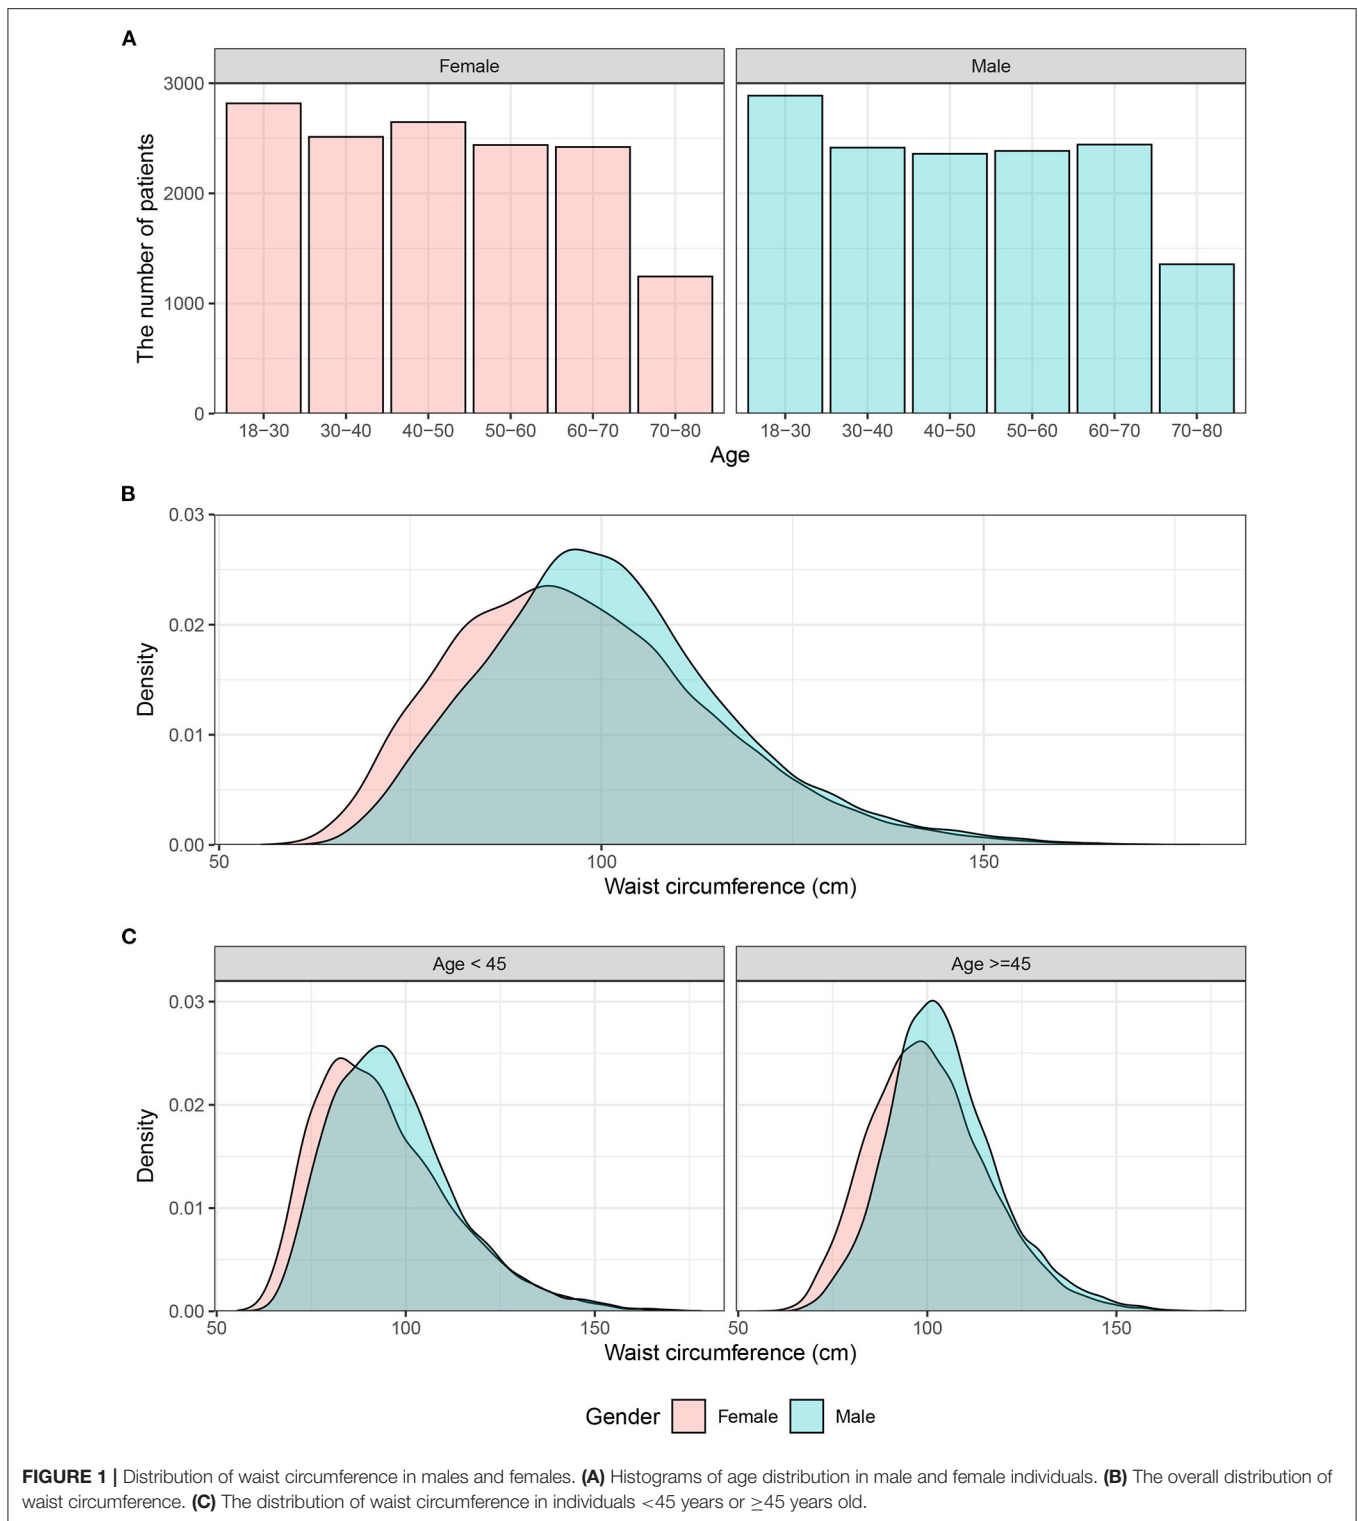 A
Female Male
3000
2000
1000
0
The number of patients
18−30 30−40 40−50 50−60 60−70 70−80 18−30 30−40 40−50 50−60 60−70 70−80
Age
B
0.03
0.02
0.01
0.00
Density
50 100 150
Waist circumference (cm)
C
Age < 45 Age >=45
0.03
0.02
0.01
0.00
Density
50 100 150 50 100 150
Waist circumference (cm)
Gender Female Male
FIGURE 1 | Distribution of waist circumference in males and females. (A) Histograms of age distribution in male and female individuals. (B) The overall distribution of
waist circumference. (C) The distribution of waist circumference in individuals <45 years or ≥45 years old.